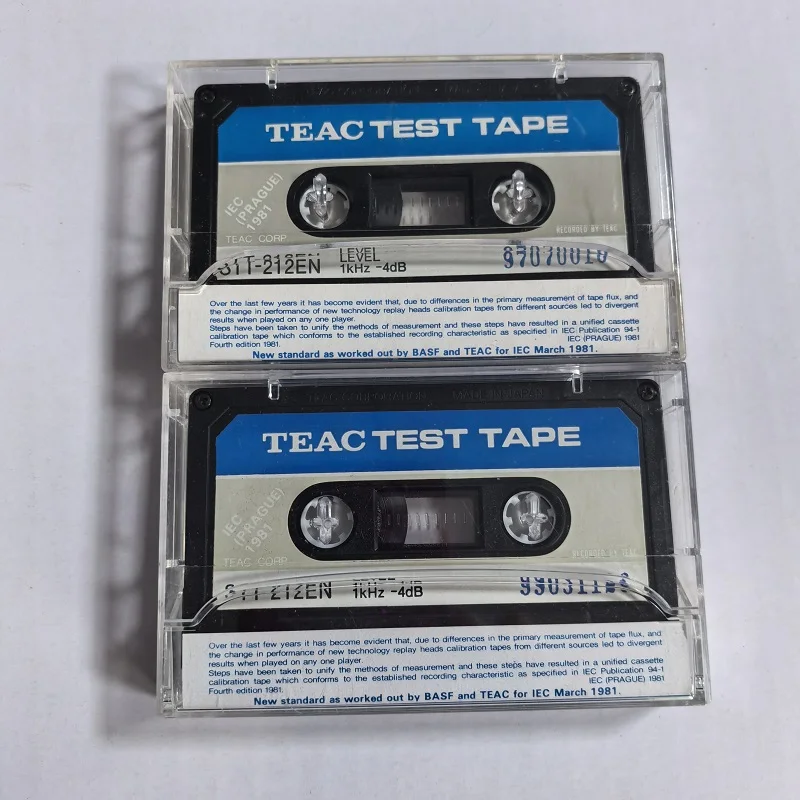 TEAC TEST TAPE
IEC
(PRAGUE)
1981
TEAC CORP
RECORDED BY TEAC
LEVEL
31T-212EN 1kHz -4dB
97070010
Over the last few years it has become evident that, due to differences in the primary measurement of tape flux, and
the change in performance of new technology replay heads calibration tapes from different sources led to divergent
results when played on any one player.
Steps have been taken to unify the methods of measurement and these steps have resulted in a unified cassette
calibration tape which conforms to the established recording characteristic as specified in IEC Publication 94-1
Fourth edition 1981. IEC (PRAGUE) 1981
New standard as worked out by BASF and TEAC for IEC March 1981.
TEAC CORPORATION MADE IN JAPAN
TEAC TEST TAPE
IEC
(PRAGUE)
1981
TEAC CORP
RECORDED BY TEAC
1kHz -4dB
Over the last few years it has become evident that, due to differences in the primary measurement of tape flux, and
the change in performance of new technology replay heads calibration tapes from different sources led to divergent
results when played on any one player.
Steps have been taken to unify the methods of measurement and these steps have resulted in a unified cassette
calibration tape which conforms to the established recording characteristic as specified in IEC Publication 94-1
Fourth edition 1981. IEC (PRAGUE) 1981
New standard as worked out by BASF and TEAC for IEC March 1981.